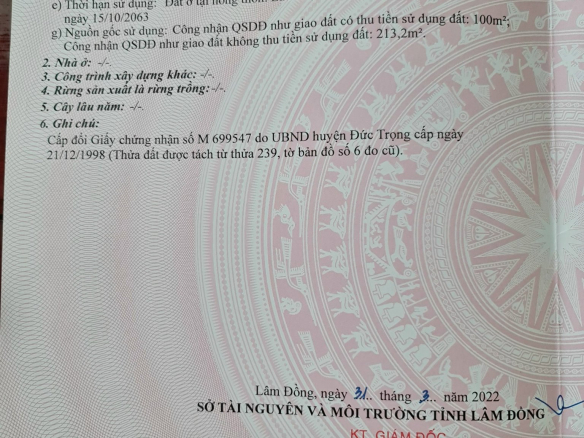 e) Thời hạn sử dụng: Đất ở tại nông thôn:
ngày 15/10/2063
g) Nguồn gốc sử dụng: Công nhận QSDĐ như giao đất có thu tiền sử dụng đất: 100m²;
Công nhận QSDĐ như giao đất không thu tiền sử dụng đất: 213,2m².
2. Nhà ở: -/-.
3. Công trình xây dựng khác: -/-.
4. Rừng sản xuất là rừng trồng: -/-.
5. Cây lâu năm: -/-.
6. Ghi chú:
Cấp đổi Giấy chứng nhận số M 699547 do UBND huyện Đức Trọng cấp ngày
21/12/1998 (Thửa đất được tách từ thửa 239, tờ bản đồ số 6 đo cũ).
Lâm Đồng, ngày 31.. tháng .3.. năm 2022
SỞ TÀI NGUYÊN VÀ MÔI TRƯỜNG TỈNH LÂM ĐỒNG
KT. GIÁM ĐỐC